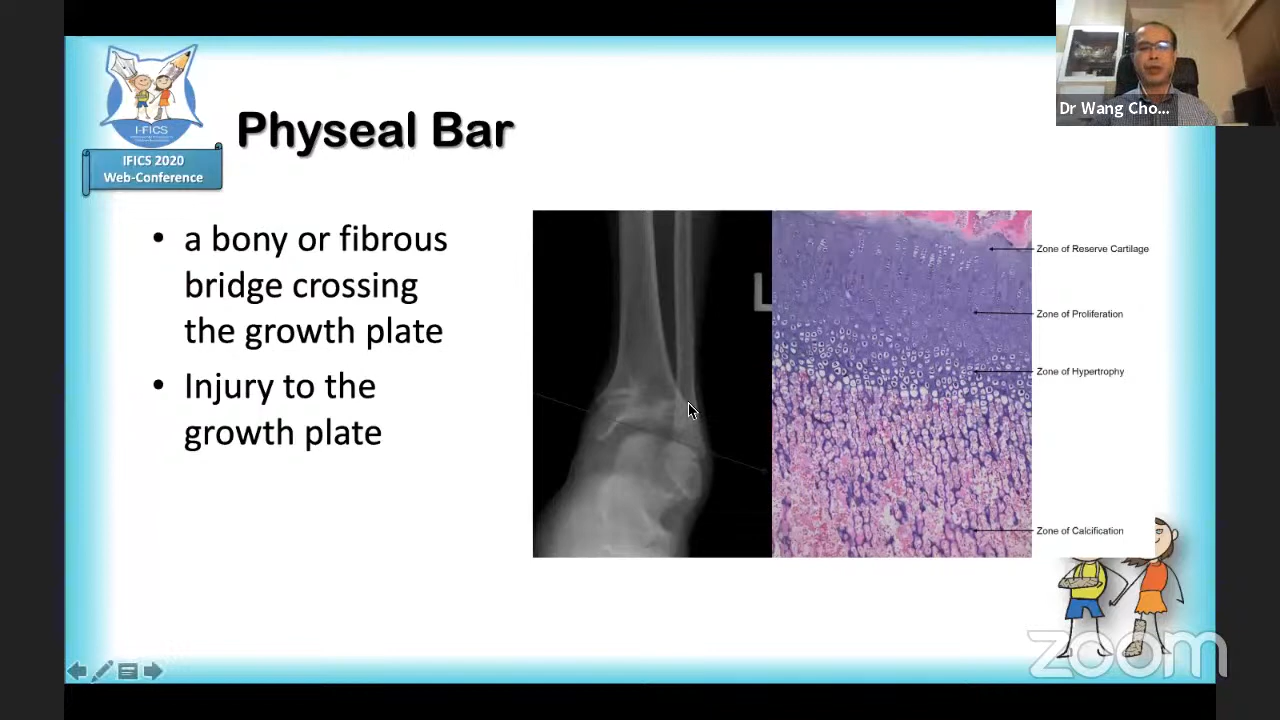 Dr Wang Cho...
I-FICS
IFICS 2020
Web-Conference
Physeal Bar
• a bony or fibrous
bridge crossing
the growth plate
• Injury to the
growth plate
L
Zone of Reserve Cartilage
Zone of Proliferation
Zone of Hypertrophy
Zone of Calcification
zoom